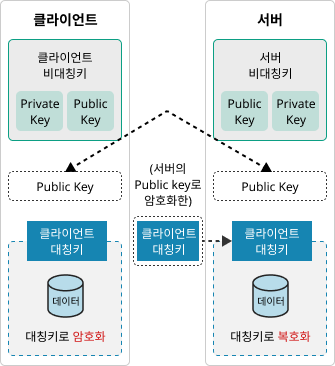 클라이언트
클라이언트
비대칭키
Private
Key
Public
Key
Public Key
클라이언트
대칭키
데이터
대칭키로 암호화
(서버의
Public key로
암호화한)
클라이언트
대칭키
서버
서버
비대칭키
Public
Key
Private
Key
Public Key
클라이언트
대칭키
데이터
대칭키로 복호화